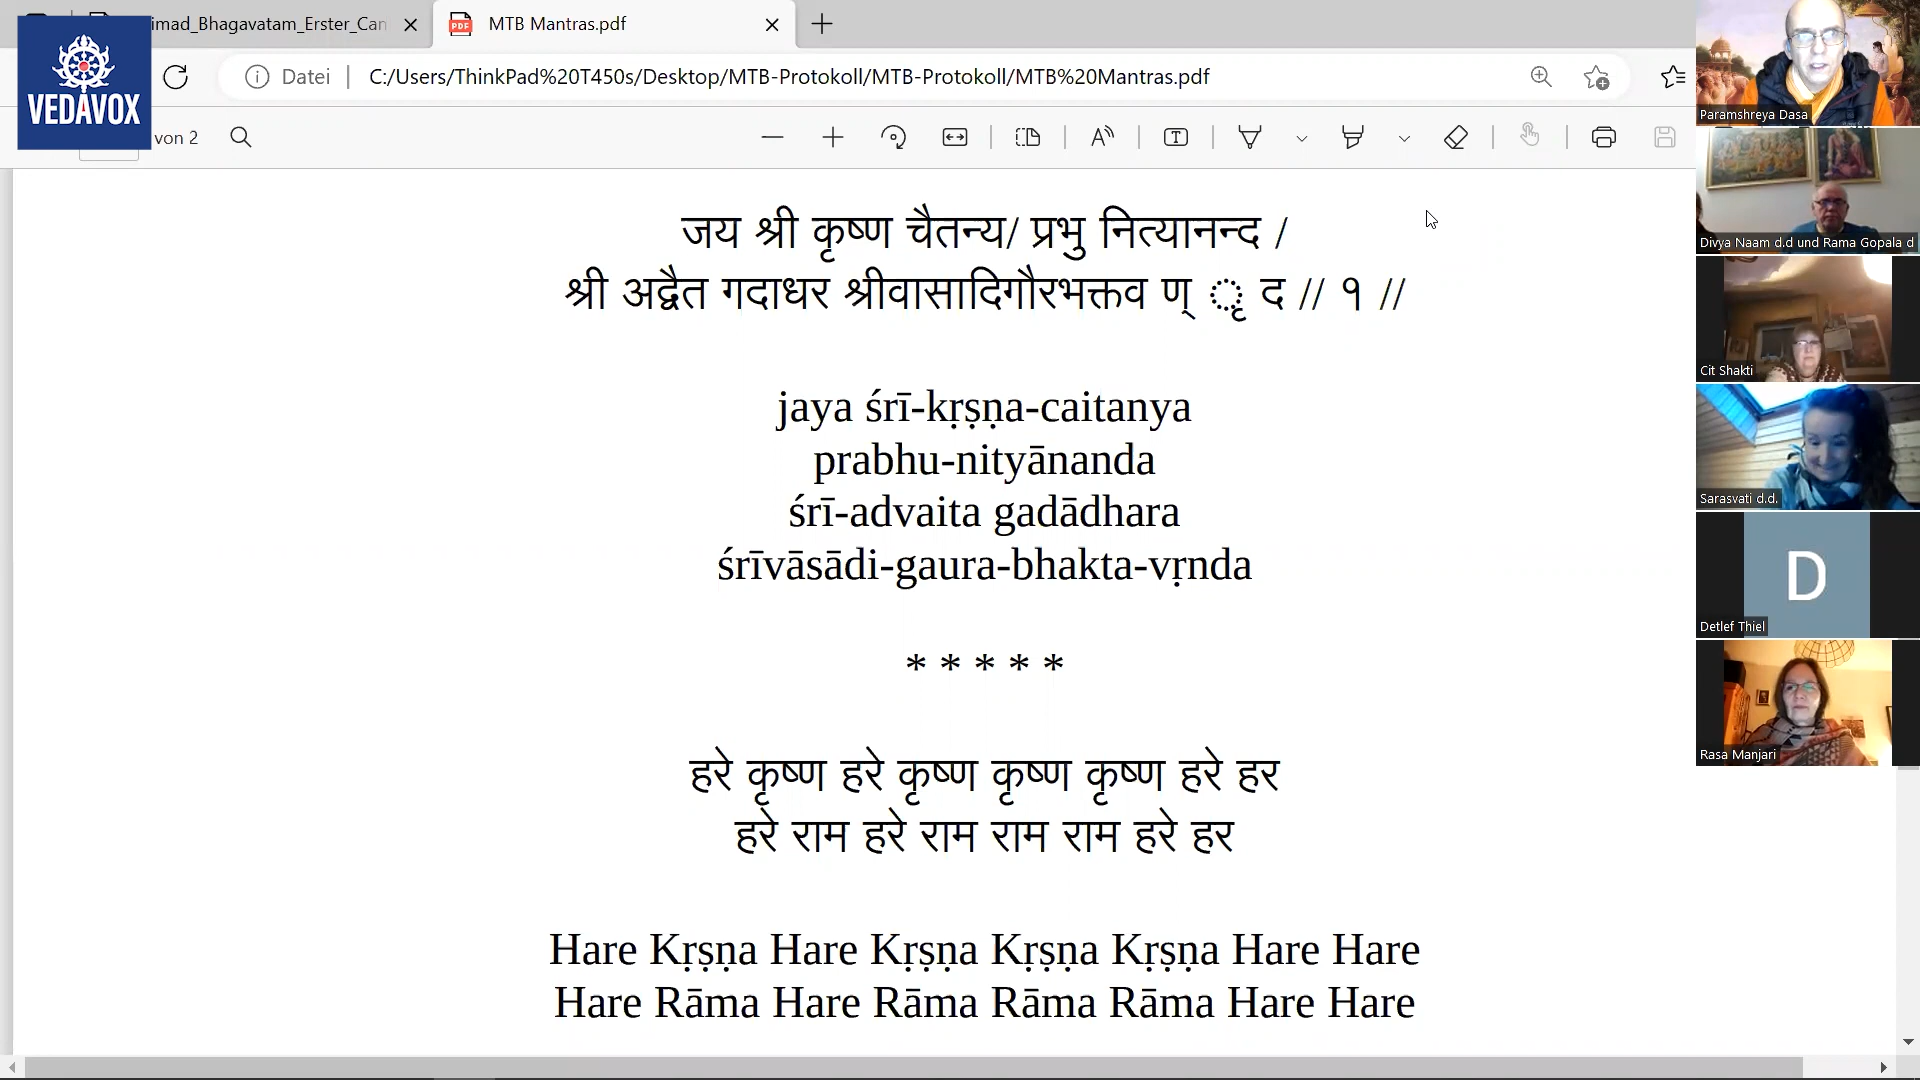 imad_Bhagavatam_Erster_Can
MTB Mantras.pdf
VEDAVOX
Datei
C:/Users/ThinkPad%20T450s/Desktop/MTB-Protokoll/MTB-Protokoll/MTB%20Mantras.pdf
von 2
जय श्री कृष्ण चैतन्य/ प्रभु नित्यानन्द /
श्री अद्वैत गदाधर श्रीवासादिगौरभक्तव ण् ृ द // १ //
jaya śrī-kṛṣṇa-caitanya
prabhu-nityānanda
śrī-advaita gadādhara
śrīvāsādi-gaura-bhakta-vṛnda
* * * * *
हरे कृष्ण हरे कृष्ण कृष्ण कृष्ण हरे हर
हरे राम हरे राम राम राम हरे हर
Hare Kṛṣṇa Hare Kṛṣṇa Kṛṣṇa Kṛṣṇa Hare Hare
Hare Rāma Hare Rāma Rāma Rāma Hare Hare
Paramshreya Dasa
Divya Naam d.d und Rama Gopala d
Cit Shakti
Sarasvati d.d.
D
Detlef Thiel
Rasa Manjari